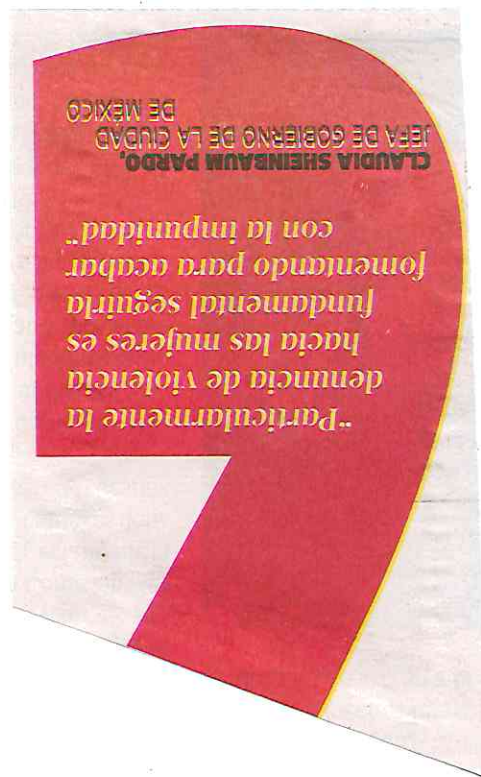 "Particularmente la
denuncia de violencia
hacia las mujeres es
fundamental seguirla
fomentando para acabar
con la impunidad"
CLAUDIA SHEINBAUM PARDO,
JEFA DE GOBIERNO DE LA CIUDAD
DE MÉXICO